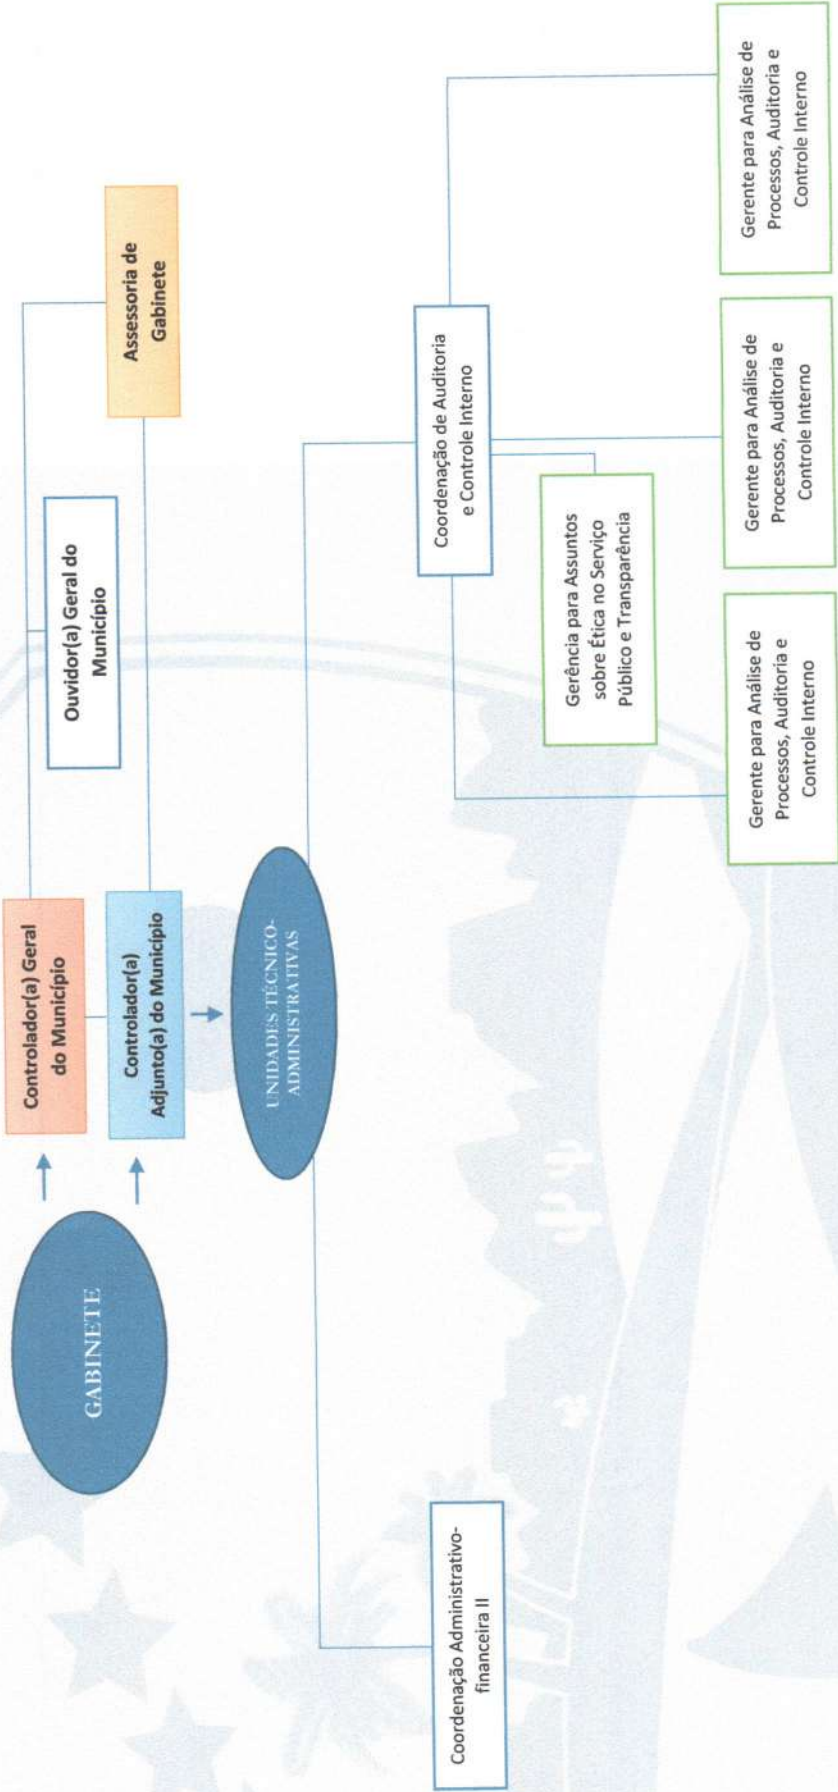 GABINETE
Controlador(a) Geral
do Município
Controlador(a)
Adjunto(a) do Município
Ouvidor(a) Geral do
Município
Assessoria de
Gabinete
UNIDADES TÉCNICO-
ADMINISTRATIVAS
Coordenação Administrativo-
financeira II
Coordenação de Auditoria
e Controle Interno
Gerência para Assuntos
sobre Ética no Serviço
Público e Transparência
Gerente para Análise de
Processos, Auditoria e
Controle Interno
Gerente para Análise de
Processos, Auditoria e
Controle Interno
Gerente para Análise de
Processos, Auditoria e
Controle Interno